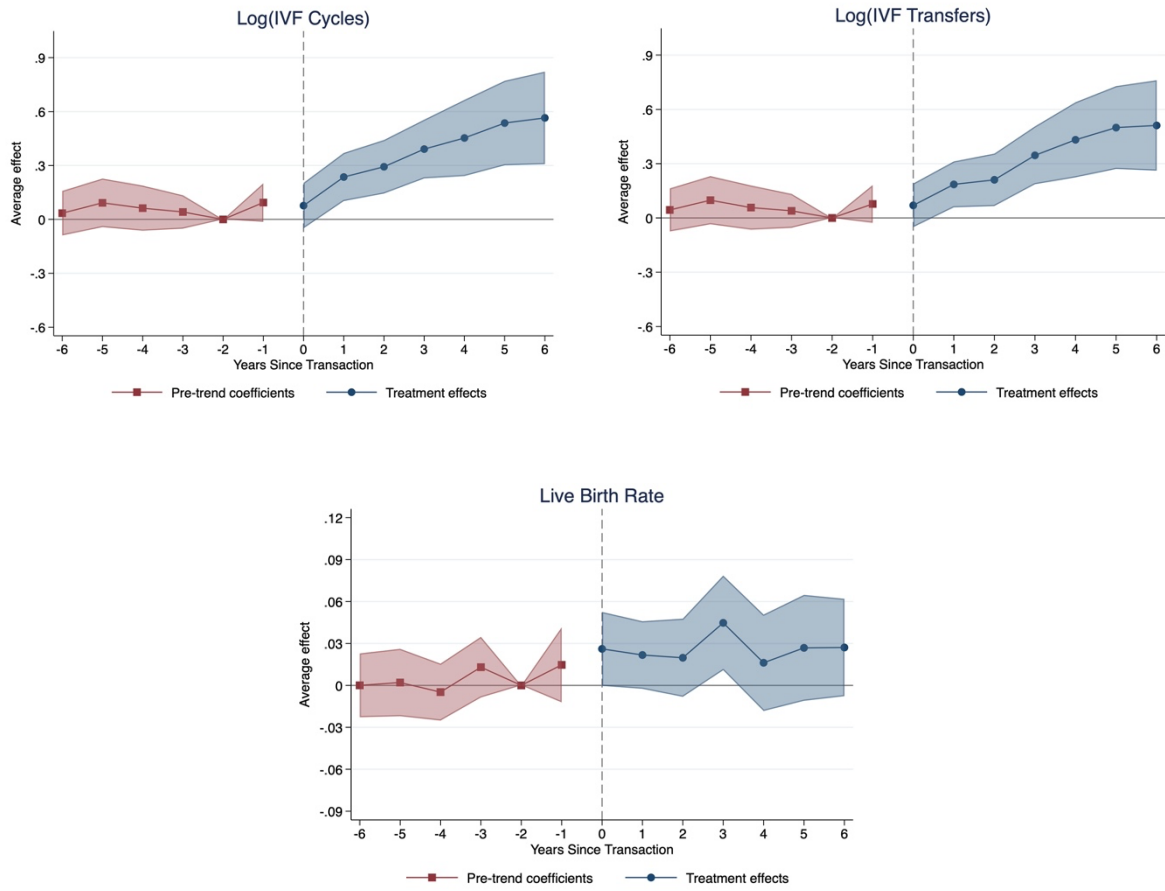 Log(IVF Cycles)
Average effect
.9
.6
.3
0
-.3
-.6
-6 -5 -4 -3 -2 -1 0 1 2 3 4 5 6
Years Since Transaction
Pre-trend coefficients Treatment effects
Log(IVF Transfers)
Average effect
.9
.6
.3
0
-.3
-.6
-6 -5 -4 -3 -2 -1 0 1 2 3 4 5 6
Years Since Transaction
Pre-trend coefficients Treatment effects
Live Birth Rate
Average effect
.12
.09
.06
.03
0
-.03
-.06
-.09
-6 -5 -4 -3 -2 -1 0 1 2 3 4 5 6
Years Since Transaction
Pre-trend coefficients Treatment effects